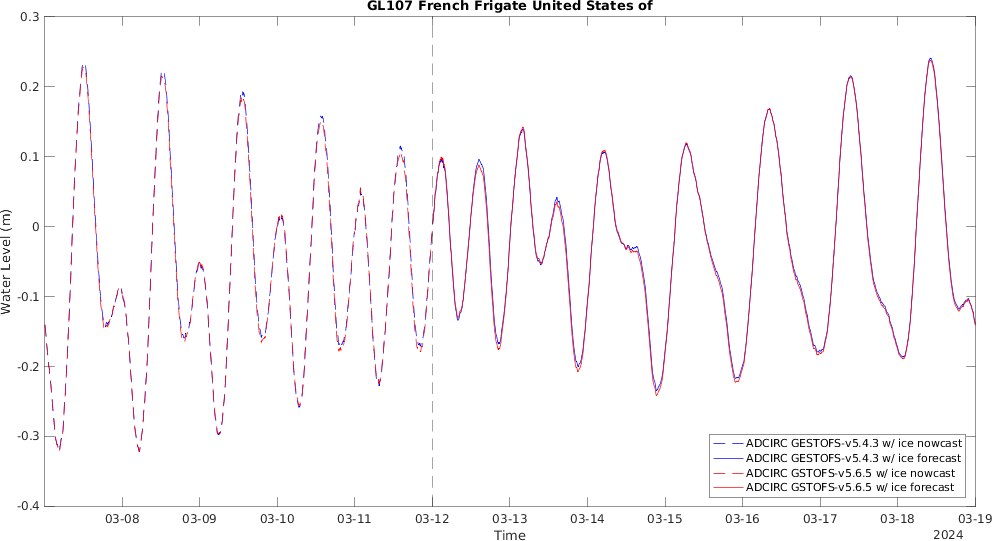 GL107 French Frigate United States of
Water Level (m)
0.3
0.2
0.1
0
-0.1
-0.2
-0.3
-0.4
ADCIRC GESTOFS-v5.4.3 w/ ice nowcast
ADCIRC GESTOFS-v5.4.3 w/ ice forecast
ADCIRC GSTOFS-v5.6.5 w/ ice nowcast
ADCIRC GSTOFS-v5.6.5 w/ ice forecast
03-08 03-09 03-10 03-11 03-12 03-13 03-14 03-15 03-16 03-17 03-18 03-19
Time
2024